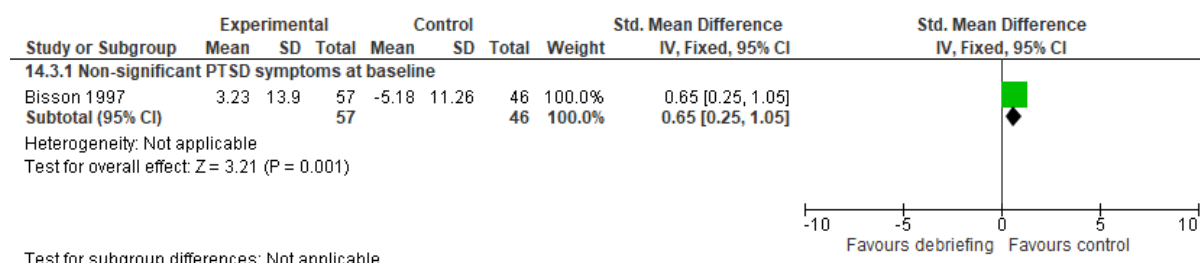 Experimental Control Std. Mean Difference Std. Mean Difference
Study or Subgroup Mean SD Total Mean SD Total Weight IV, Fixed, 95% CI IV, Fixed, 95% CI
14.3.1 Non-significant PTSD symptoms at baseline
Bisson 1997 3.23 13.9 57 -5.18 11.26 46 100.0% 0.65 [0.25, 1.05]
Subtotal (95% CI) 57 46 100.0% 0.65 [0.25, 1.05]
Heterogeneity: Not applicable
Test for overall effect: Z = 3.21 (P = 0.001)
-10 -5 0 5 10
Favours debriefing Favours control
Test for subgroup differences: Not applicable